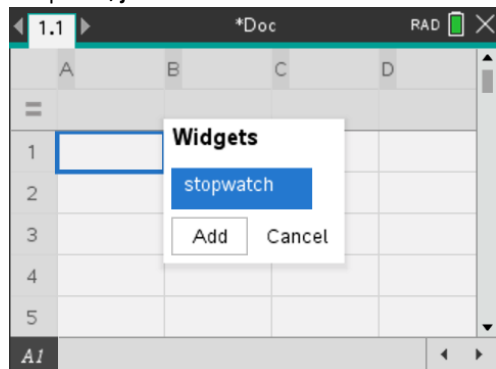 1.1 *Doc RAD
A B C D
=
1
2
3
4
5
Widgets
stopwatch
Add Cancel
A1